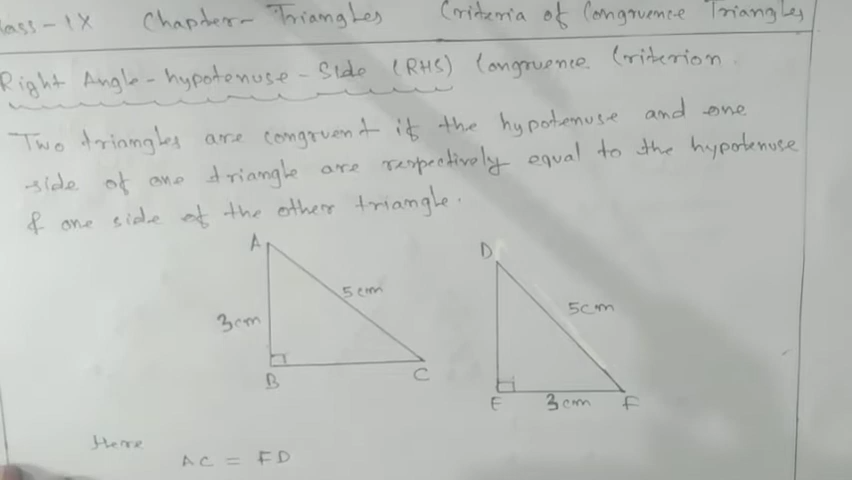 lass-IX Chapter- Triangles Criteria of Congruence Triangles
Right Angle-hypotenuse-Side (RHS) Congruence Criterion.
Two triangles are congruent if the hypotenuse and one
side of one triangle are respectively equal to the hypotenuse
& one side of the other triangle.
A
D
5cm
5cm
3cm
B
C
E
3cm
F
Here
AC = FD